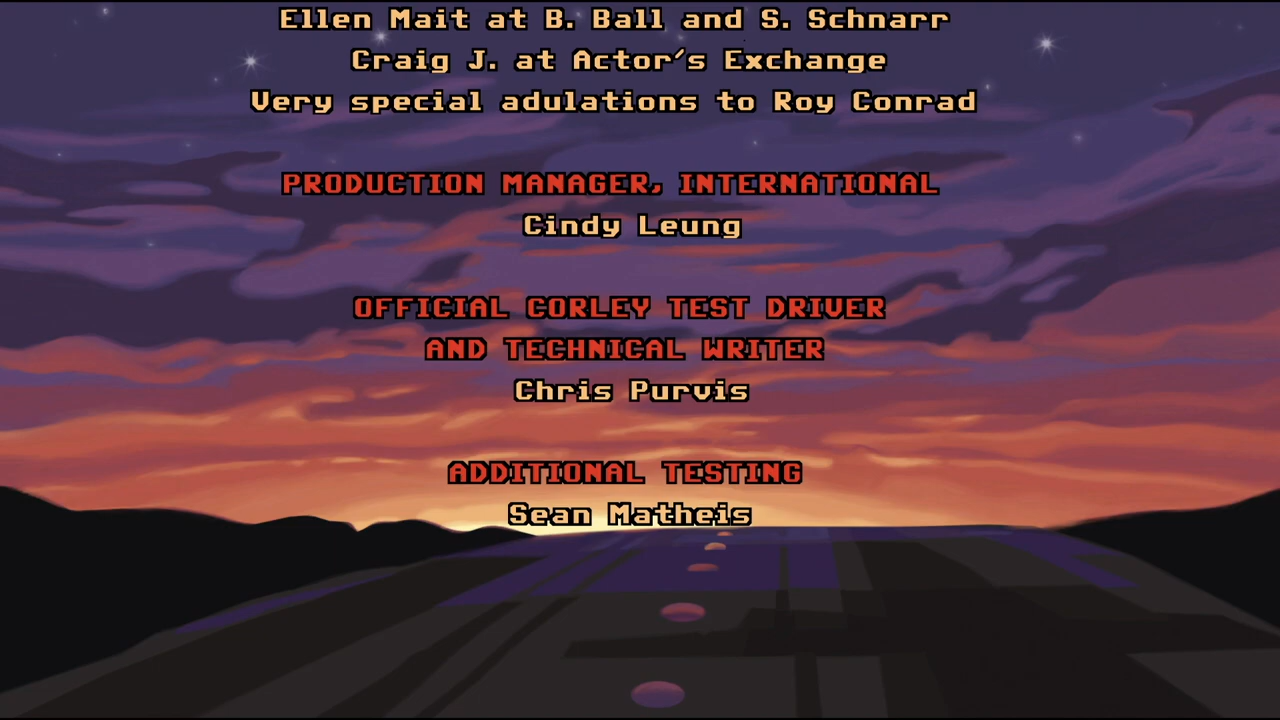 Ellen Mait at B. Ball and S. Schnarr
Craig J. at Actor's Exchange
Very special adulations to Roy Conrad
PRODUCTION MANAGER, INTERNATIONAL
Cindy Leung
OFFICIAL CORLEY TEST DRIVER
AND TECHNICAL WRITER
Chris Purvis
ADDITIONAL TESTING
Sean Matheis